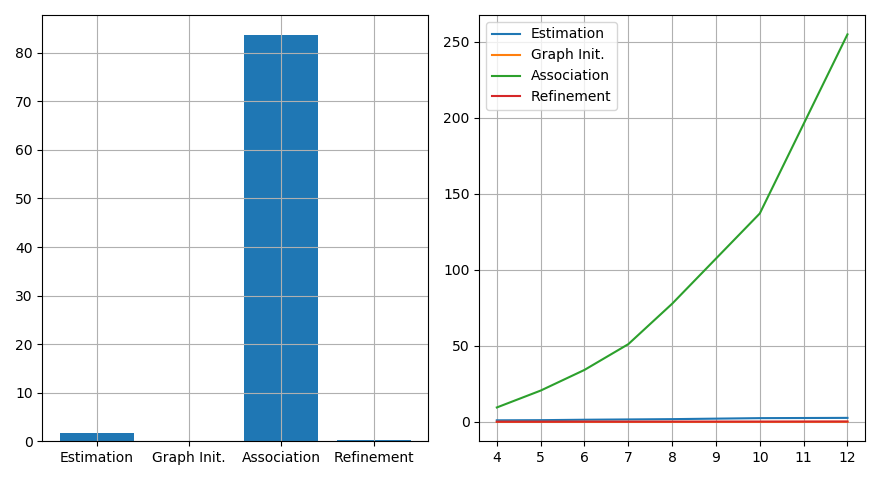 80
70
60
50
40
30
20
10
0
Estimation Graph Init. Association Refinement
Estimation
Graph Init.
Association
Refinement
250
200
150
100
50
0
4 5 6 7 8 9 10 11 12